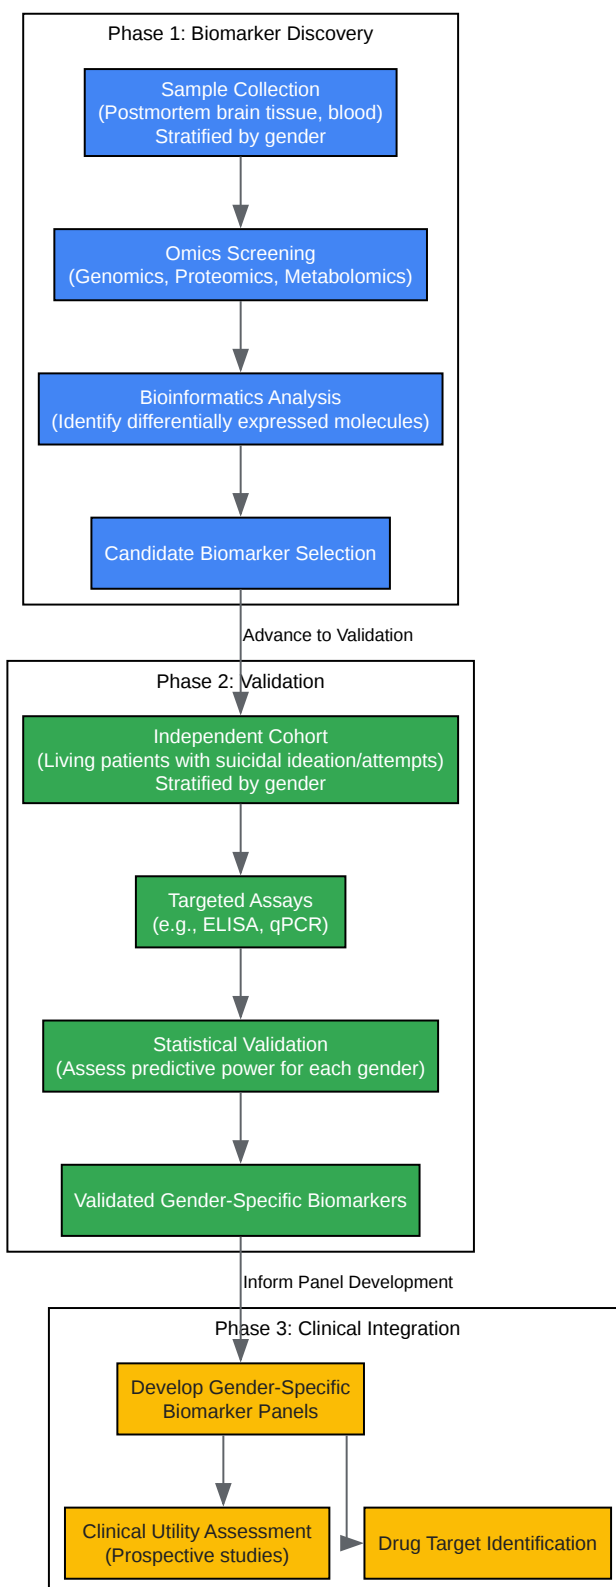 Phase 1: Biomarker Discovery
Sample Collection
(Postmortem brain tissue, blood)
Stratified by gender
Omics Screening
(Genomics, Proteomics, Metabolomics)
Bioinformatics Analysis
(Identify differentially expressed molecules)
Candidate Biomarker Selection
Advance to Validation
Phase 2: Validation
Independent Cohort
(Living patients with suicidal ideation/attempts)
Stratified by gender
Targeted Assays
(e.g., ELISA, qPCR)
Statistical Validation
(Assess predictive power for each gender)
Validated Gender-Specific Biomarkers
Inform Panel Development
Phase 3: Clinical Integration
Develop Gender-Specific
Biomarker Panels
Clinical Utility Assessment
(Prospective studies)
Drug Target Identification